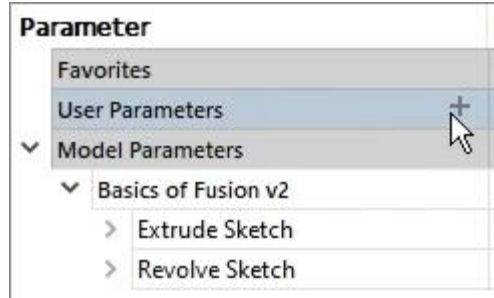 Parameter
Favorites
User Parameters
Model Parameters
Basics of Fusion v2
Extrude Sketch
Revolve Sketch